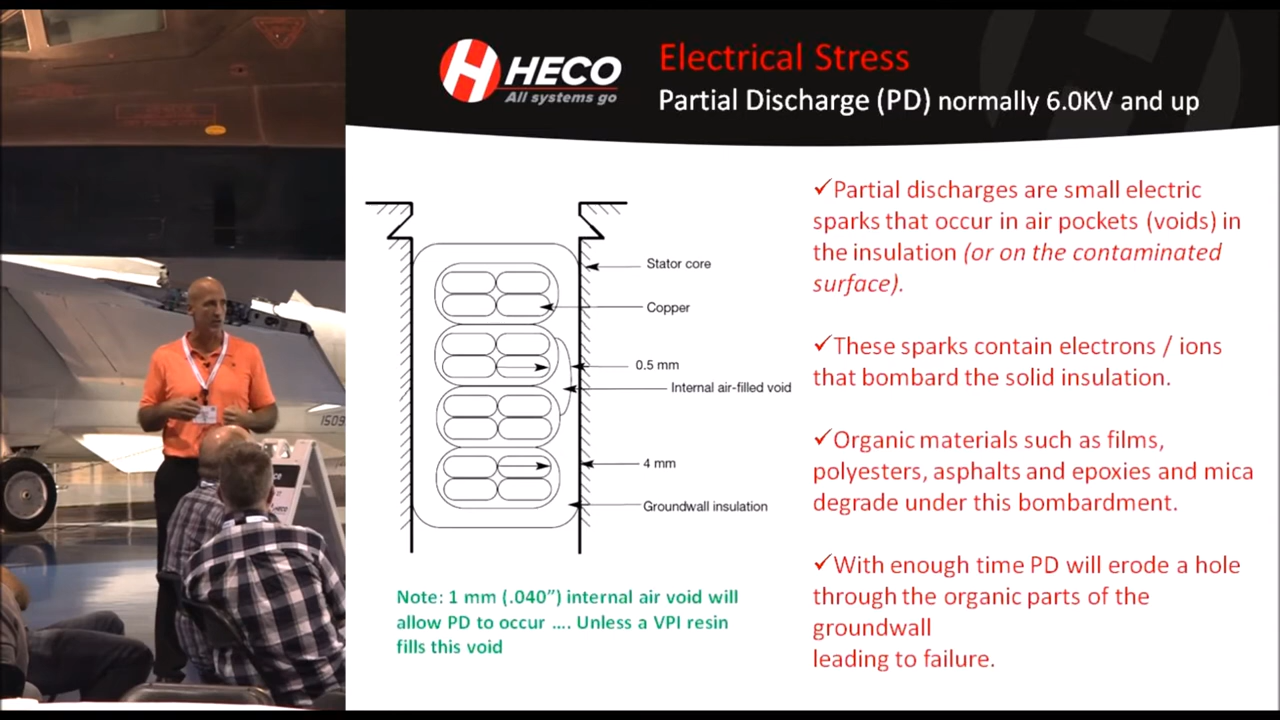 HECO
All systems go
Electrical Stress
Partial Discharge (PD) normally 6.0KV and up
✓Partial discharges are small electric
sparks that occur in air pockets (voids) in
the insulation (or on the contaminated
surface).
✓These sparks contain electrons / ions
that bombard the solid insulation.
✓Organic materials such as films,
polyesters, asphalts and epoxies and mica
degrade under this bombardment.
✓With enough time PD will erode a hole
through the organic parts of the
groundwall
leading to failure.
Stator core
Copper
0.5 mm
Internal air-filled void
4 mm
Groundwall insulation
Note: 1 mm (.040”) internal air void will
allow PD to occur .... Unless a VPI resin
fills this void
HECO